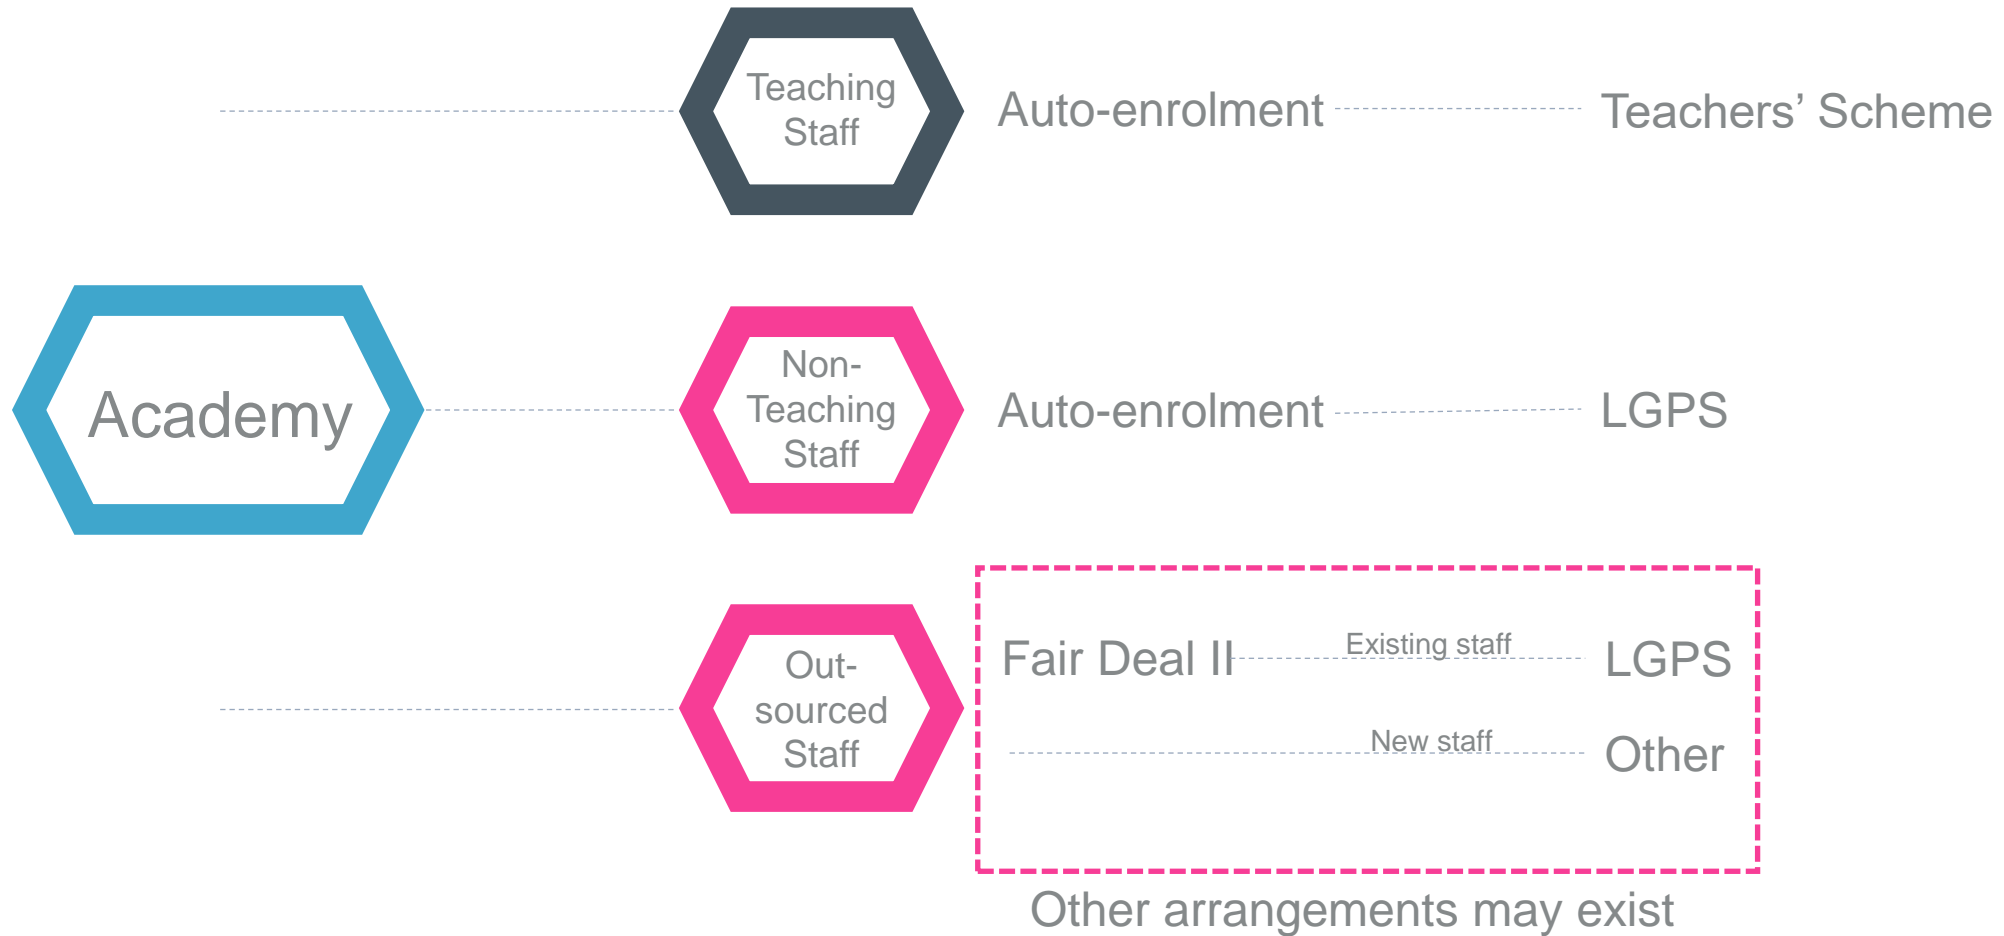 Teaching
Staff
Auto-enrolment
Teachers’ Scheme
Academy
Non-
Teaching
Staff
Auto-enrolment
LGPS
Out-
sourced
Staff
Fair Deal II
Existing staff
LGPS
New staff
Other
Other arrangements may exist